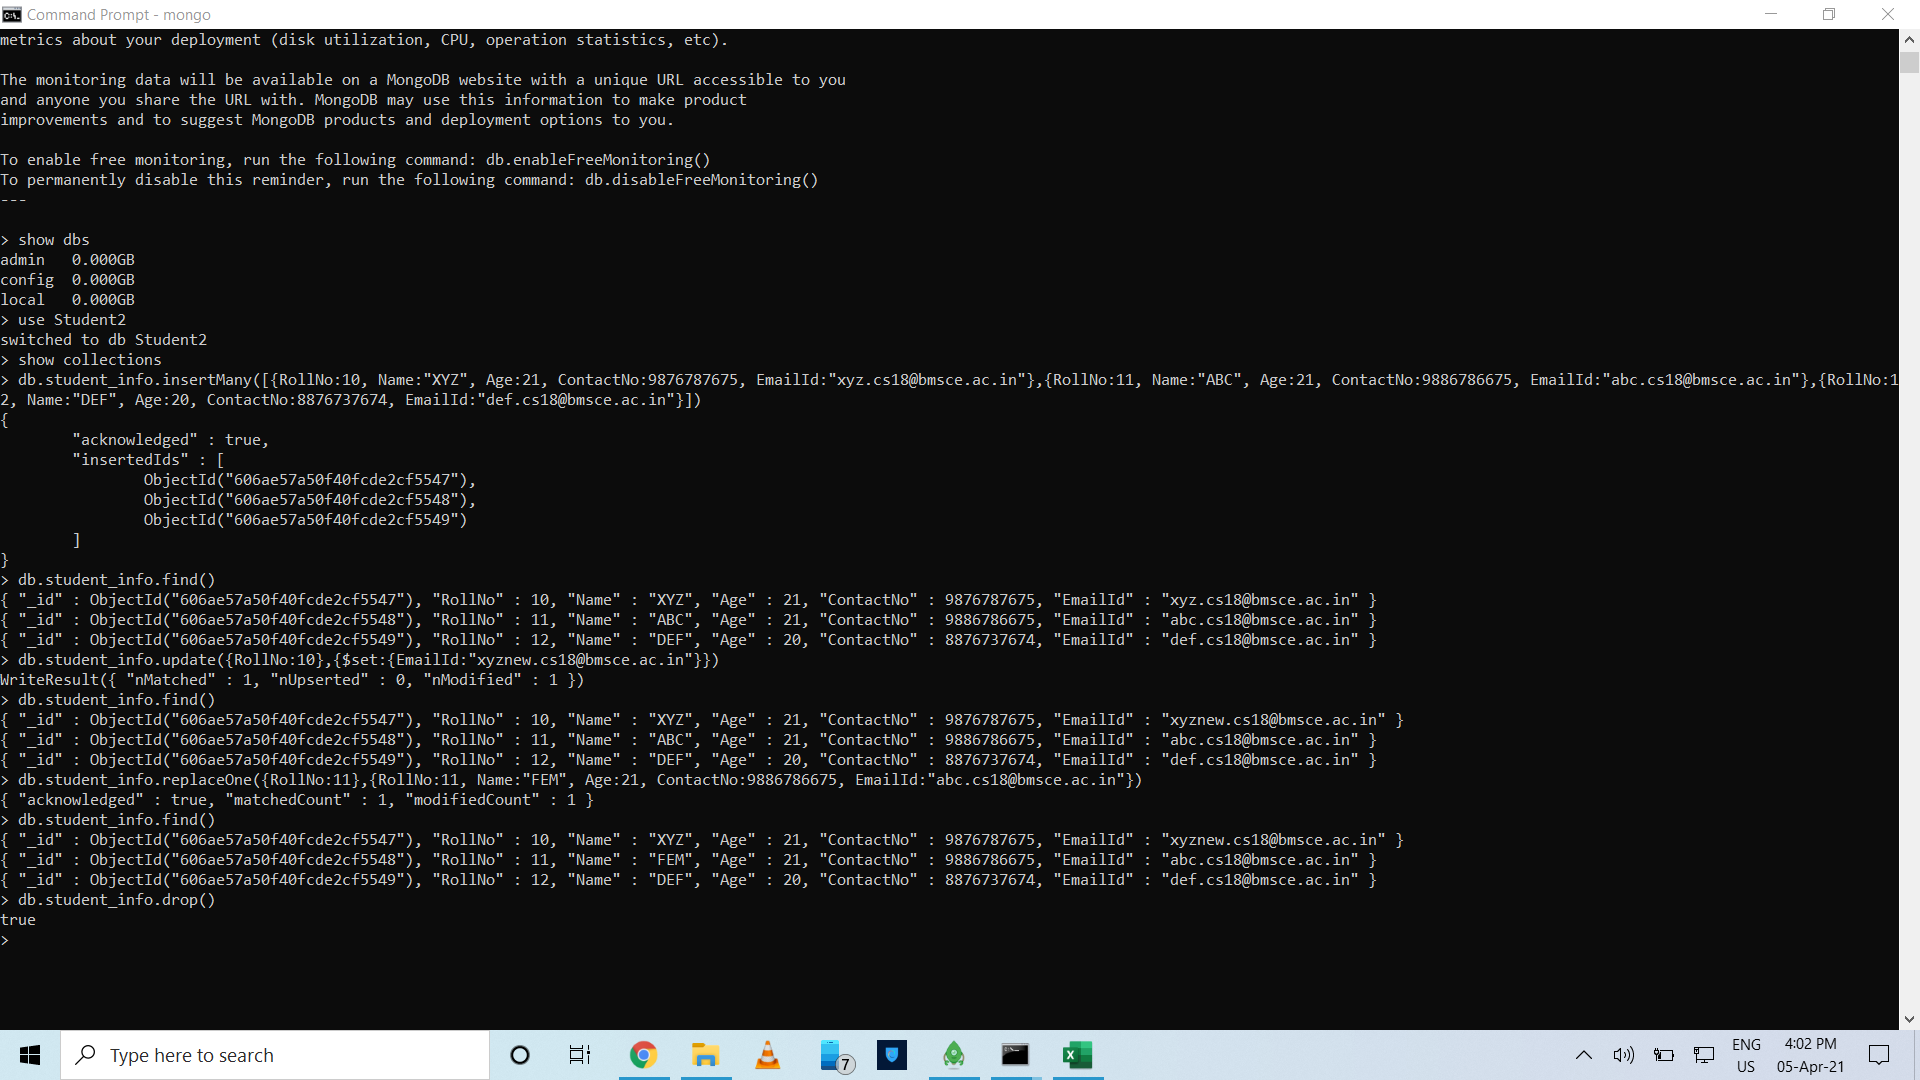 Command Prompt - mongo
metrics about your deployment (disk utilization, CPU, operation statistics, etc).
The monitoring data will be available on a MongoDB website with a unique URL accessible to you
and anyone you share the URL with. MongoDB may use this information to make product
improvements and to suggest MongoDB products and deployment options to you.
To enable free monitoring, run the following command: db.enableFreeMonitoring()
To permanently disable this reminder, run the following command: db.disableFreeMonitoring()
---
> show dbs
admin   0.000GB
config  0.000GB
local   0.000GB
> use Student2
switched to db Student2
> show collections
> db.student_info.insertMany([{RollNo:10, Name:"XYZ", Age:21, ContactNo:9876787675, EmailId:"xyz.cs18@bmsce.ac.in"},{RollNo:11, Name:"ABC", Age:21, ContactNo:9886786675, EmailId:"abc.cs18@bmsce.ac.in"},{RollNo:1
2, Name:"DEF", Age:20, ContactNo:8876737674, EmailId:"def.cs18@bmsce.ac.in"}])
{
        "acknowledged" : true,
        "insertedIds" : [
                ObjectId("606ae57a50f40fcde2cf5547"),
                ObjectId("606ae57a50f40fcde2cf5548"),
                ObjectId("606ae57a50f40fcde2cf5549")
        ]
}
> db.student_info.find()
{ "_id" : ObjectId("606ae57a50f40fcde2cf5547"), "RollNo" : 10, "Name" : "XYZ", "Age" : 21, "ContactNo" : 9876787675, "EmailId" : "xyz.cs18@bmsce.ac.in" }
{ "_id" : ObjectId("606ae57a50f40fcde2cf5548"), "RollNo" : 11, "Name" : "ABC", "Age" : 21, "ContactNo" : 9886786675, "EmailId" : "abc.cs18@bmsce.ac.in" }
{ "_id" : ObjectId("606ae57a50f40fcde2cf5549"), "RollNo" : 12, "Name" : "DEF", "Age" : 20, "ContactNo" : 8876737674, "EmailId" : "def.cs18@bmsce.ac.in" }
> db.student_info.update({RollNo:10},{$set:{EmailId:"xyznew.cs18@bmsce.ac.in"}})
WriteResult({ "nMatched" : 1, "nUpserted" : 0, "nModified" : 1 })
> db.student_info.find()
{ "_id" : ObjectId("606ae57a50f40fcde2cf5547"), "RollNo" : 10, "Name" : "XYZ", "Age" : 21, "ContactNo" : 9876787675, "EmailId" : "xyznew.cs18@bmsce.ac.in" }
{ "_id" : ObjectId("606ae57a50f40fcde2cf5548"), "RollNo" : 11, "Name" : "ABC", "Age" : 21, "ContactNo" : 9886786675, "EmailId" : "abc.cs18@bmsce.ac.in" }
{ "_id" : ObjectId("606ae57a50f40fcde2cf5549"), "RollNo" : 12, "Name" : "DEF", "Age" : 20, "ContactNo" : 8876737674, "EmailId" : "def.cs18@bmsce.ac.in" }
> db.student_info.replaceOne({RollNo:11},{RollNo:11, Name:"FEM", Age:21, ContactNo:9886786675, EmailId:"abc.cs18@bmsce.ac.in"})
{ "acknowledged" : true, "matchedCount" : 1, "modifiedCount" : 1 }
> db.student_info.find()
{ "_id" : ObjectId("606ae57a50f40fcde2cf5547"), "RollNo" : 10, "Name" : "XYZ", "Age" : 21, "ContactNo" : 9876787675, "EmailId" : "xyznew.cs18@bmsce.ac.in" }
{ "_id" : ObjectId("606ae57a50f40fcde2cf5548"), "RollNo" : 11, "Name" : "FEM", "Age" : 21, "ContactNo" : 9886786675, "EmailId" : "abc.cs18@bmsce.ac.in" }
{ "_id" : ObjectId("606ae57a50f40fcde2cf5549"), "RollNo" : 12, "Name" : "DEF", "Age" : 20, "ContactNo" : 8876737674, "EmailId" : "def.cs18@bmsce.ac.in" }
> db.student_info.drop()
true
>
Type here to search
7
ENG
US
4:02 PM
05-Apr-21